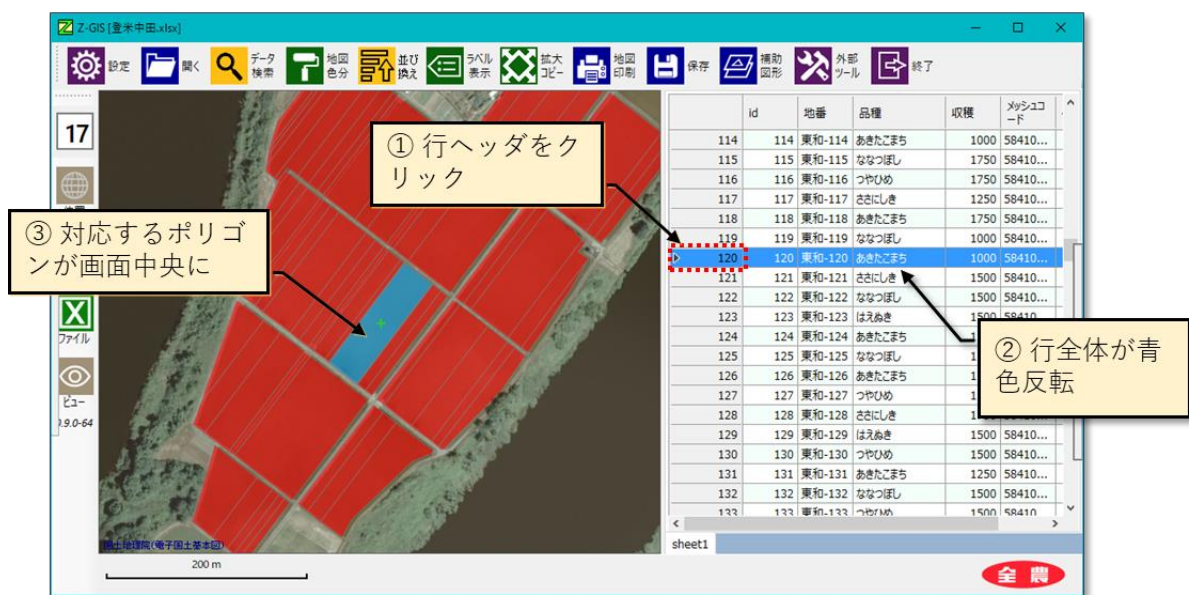 Z-GIS [登米中田.xlsx]
設定
開く
データ
検索
地図
色分
並び
換え
ラベル
表示
拡大
コピー
地図
印刷
保存
補助
図形
外部
ツール
終了
17
① 行ヘッダをク
リック
③ 対応するポリゴ
ンが画面中央に
② 行全体が青
色反転
ファイル
ビュー
.9.0-64
国土地理院(電子国土基本図)
200 m
id 地番 品種 収穫 メッシュコ
ード
114 114 東和-114 あきたこまち 1000 58410...
115 115 東和-115 ななつぼし 1750 58410...
116 116 東和-116 つやひめ 1750 58410...
117 117 東和-117 ささにしき 1250 58410...
118 118 東和-118 あきたこまち 1750 58410...
119 119 東和-119 ななつぼし 1000 58410...
120 120 東和-120 あきたこまち 1000 58410...
121 121 東和-121 ささにしき 1500 58410...
122 122 東和-122 ななつぼし 1500 58410...
123 123 東和-123 はえぬき 1500 58410...
124 124 東和-124 あきたこまち
125 125 東和-125 ななつぼし
126 126 東和-126 あきたこまち
127 127 東和-127 つやひめ
128 128 東和-128 ささにしき
129 129 東和-129 はえぬき 1500 58410...
130 130 東和-130 つやひめ 1500 58410...
131 131 東和-131 あきたこまち 1250 58410...
132 132 東和-132 ななつぼし 1500 58410...
133 133 東和-133 つやひめ 1500 58410
sheet1
全農